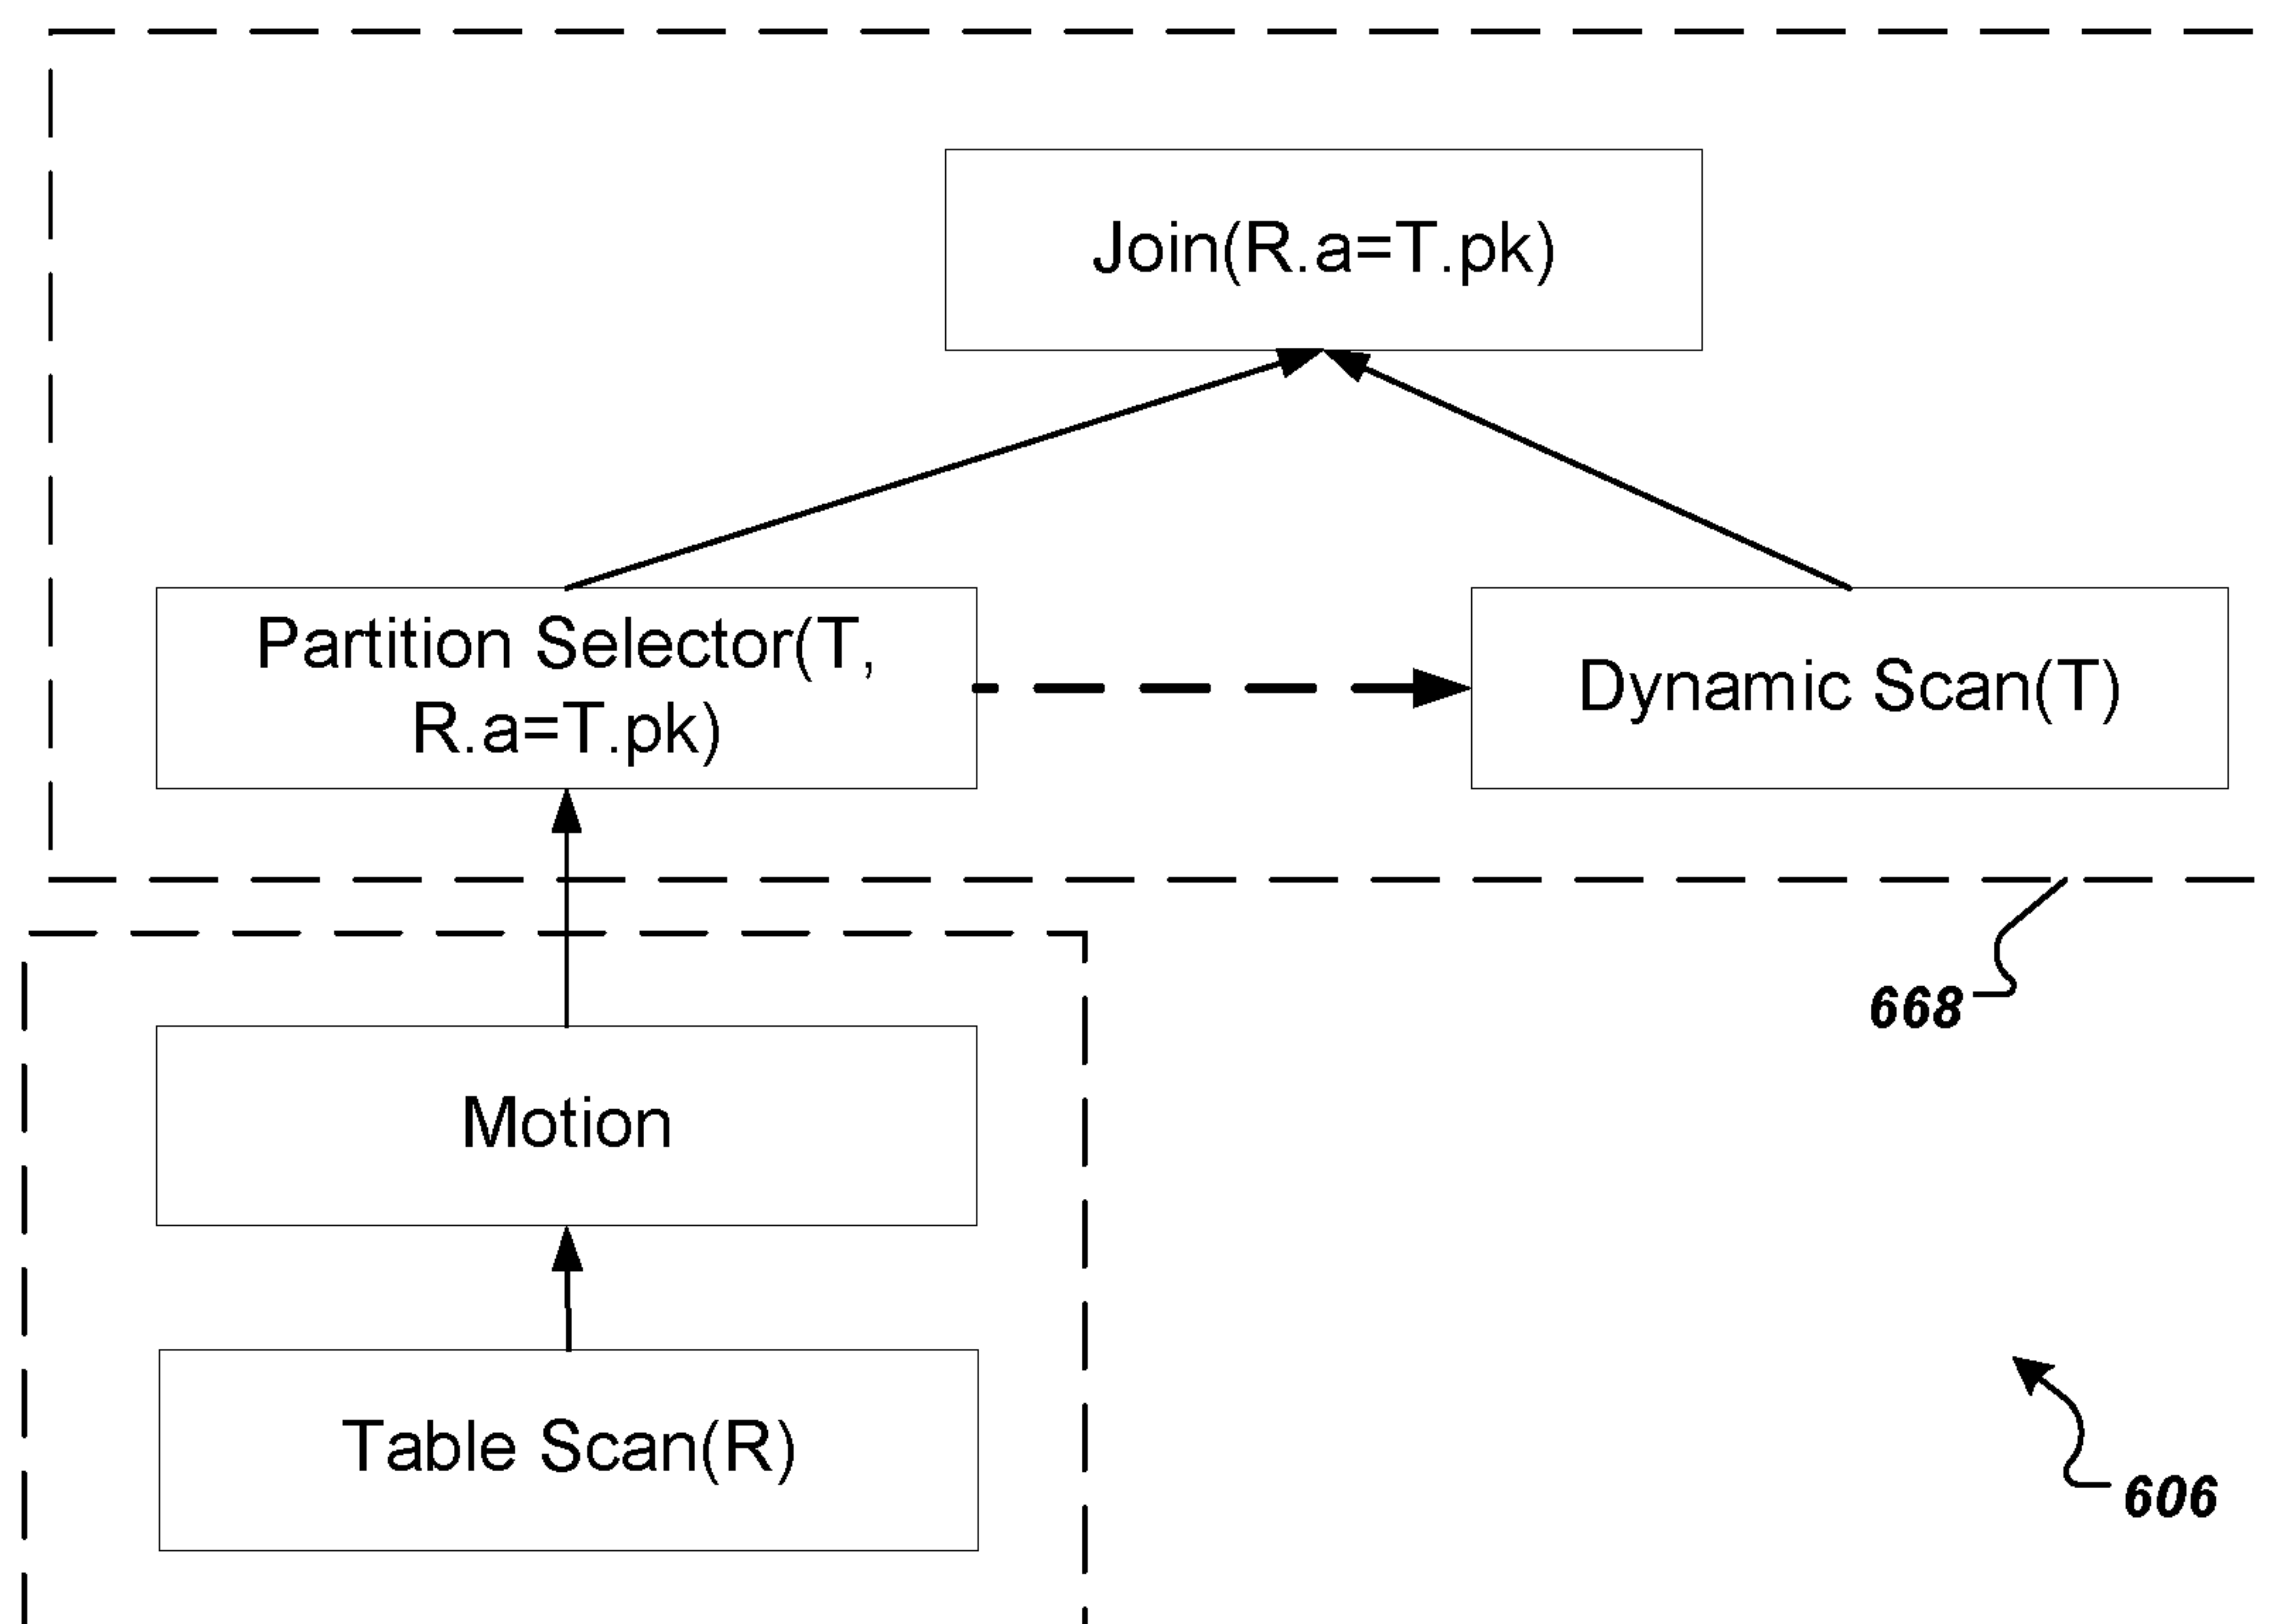 Join(R.a=T.pk)
Partition Selector(T,
R.a=T.pk)
Dynamic Scan(T)
668
Motion
Table Scan(R)
606